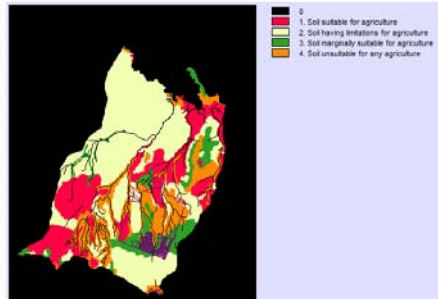 0
1. Soil suitable for agriculture
2. Soil having limitations for agriculture
3. Soil marginally suitable for agriculture
4. Soil unsuitable for any agriculture